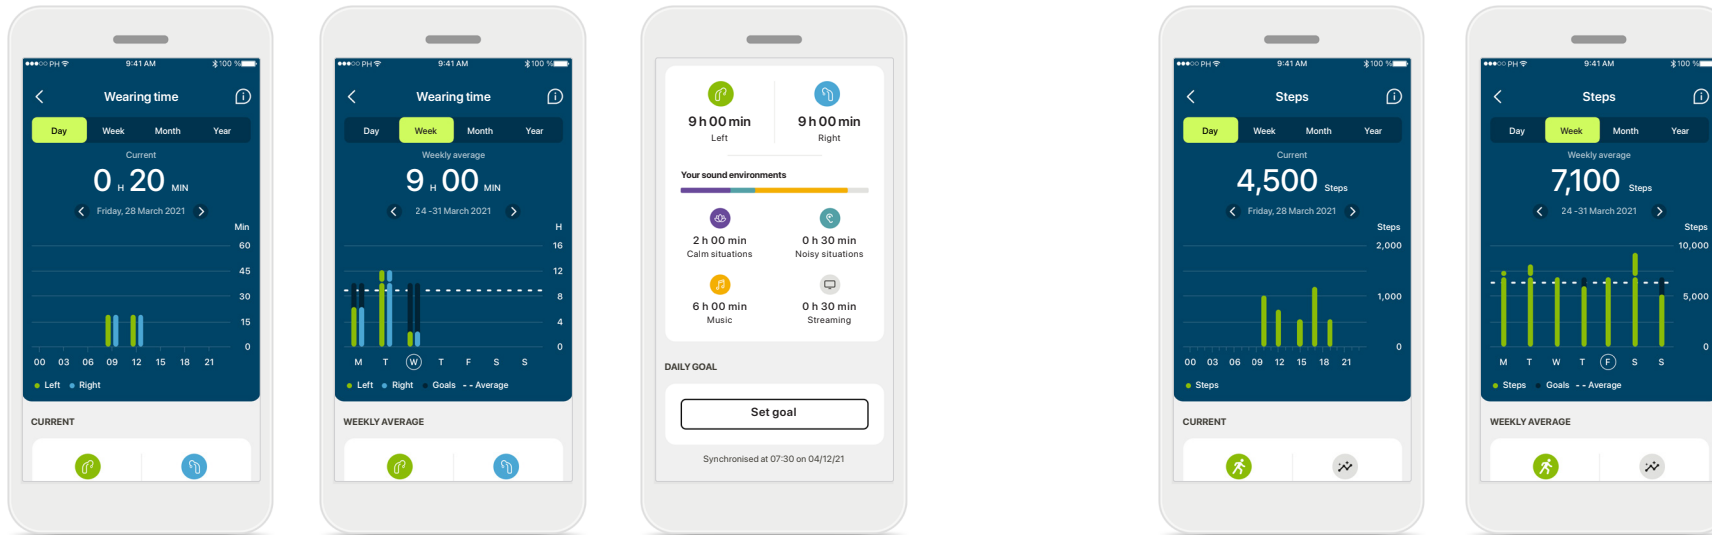 PH 9:41 AM 100 %
Wearing time
Day Week Month Year
Current
0 H 20 MIN
Friday, 28 March 2021
Min
60
45
30
15
0
00 03 06 09 12 15 18 21
Left Right
CURRENT
PH 9:41 AM 100 %
Wearing time
Day Week Month Year
Weekly average
9 H 00 MIN
24 -31 March 2021
H
16
12
8
4
0
M T W T F S S
Left Right Goals - - Average
WEEKLY AVERAGE
9 h 00 min 9 h 00 min
Left Right
Your sound environments
2 h 00 min 0 h 30 min
Calm situations Noisy situations
6 h 00 min 0 h 30 min
Music Streaming
DAILY GOAL
Set goal
Synchronised at 07:30 on 04/12/21
PH 9:41 AM 100 %
Steps
Day Week Month Year
Current
4,500 Steps
Friday, 28 March 2021
Steps
2,000
1,000
0
00 03 06 09 12 15 18 21
Steps
CURRENT
PH 9:41 AM 100 %
Steps
Day Week Month Year
Weekly average
7,100 Steps
24 -31 March 2021
Steps
10,000
5,000
0
M T W T F S S
Steps Goals - - Average
WEEKLY AVERAGE